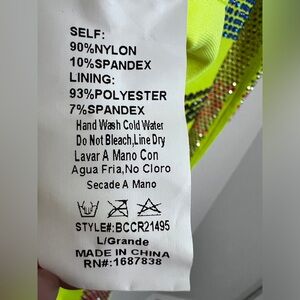 SELF:
90%NYLON
10%SPANDEX
LINING:
93%POLYESTER
7%SPANDEX
Hand Wash Cold Water
Do Not Bleach,Line Dry
Lavar A Mano Con
Agua Fria,No Cloro
Secade A Mano
STYLE#:BCCR21495
L/Grande
MADE IN CHINA
RN#:1687838